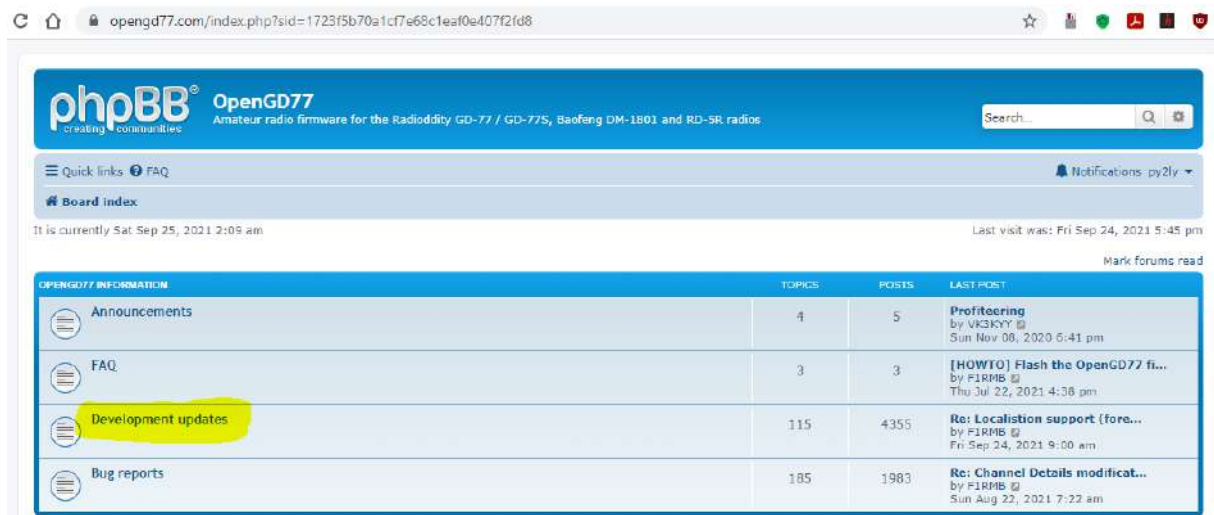 opengd77.com/index.php?sid=1723f5b70a1cf7e68c1eaf0e407f2fd8
phpBB®
creating communities
OpenGD77
Amateur radio firmware for the Radioddity GD-77 / GD-77S, Baofeng DM-1801 and RD-5R radios
Search...
Quick links FAQ
Notifications py2ly
Board index
It is currently Sat Sep 25, 2021 2:09 am
Last visit was: Fri Sep 24, 2021 5:45 pm
Mark forums read
OPENGD77 INFORMATION TOPICS POSTS LAST POST
Announcements 4 5 Profiteering
by VK3KYY
Sun Nov 08, 2020 6:41 pm
FAQ 3 3 [HOWTO] Flash the OpenGD77 fi...
by F1RMB
Thu Jul 22, 2021 4:38 pm
Development updates 115 4355 Re: Localistion support (fore...
by F1RMB
Fri Sep 24, 2021 9:00 am
Bug reports 185 1983 Re: Channel Details modificat...
by F1RMB
Sun Aug 22, 2021 7:22 am